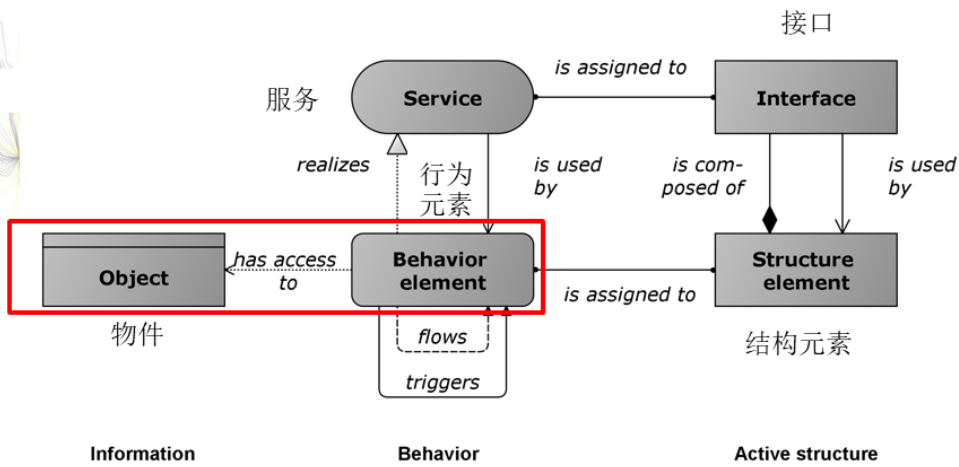 接口
is assigned to
服务
Service
Interface
realizes
行为
元素
is used
by
is com-
posed of
is used
by
Object
has access
to
Behavior
element
is assigned to
Structure
element
物件
flows
结构元素
triggers
Information
Behavior
Active structure